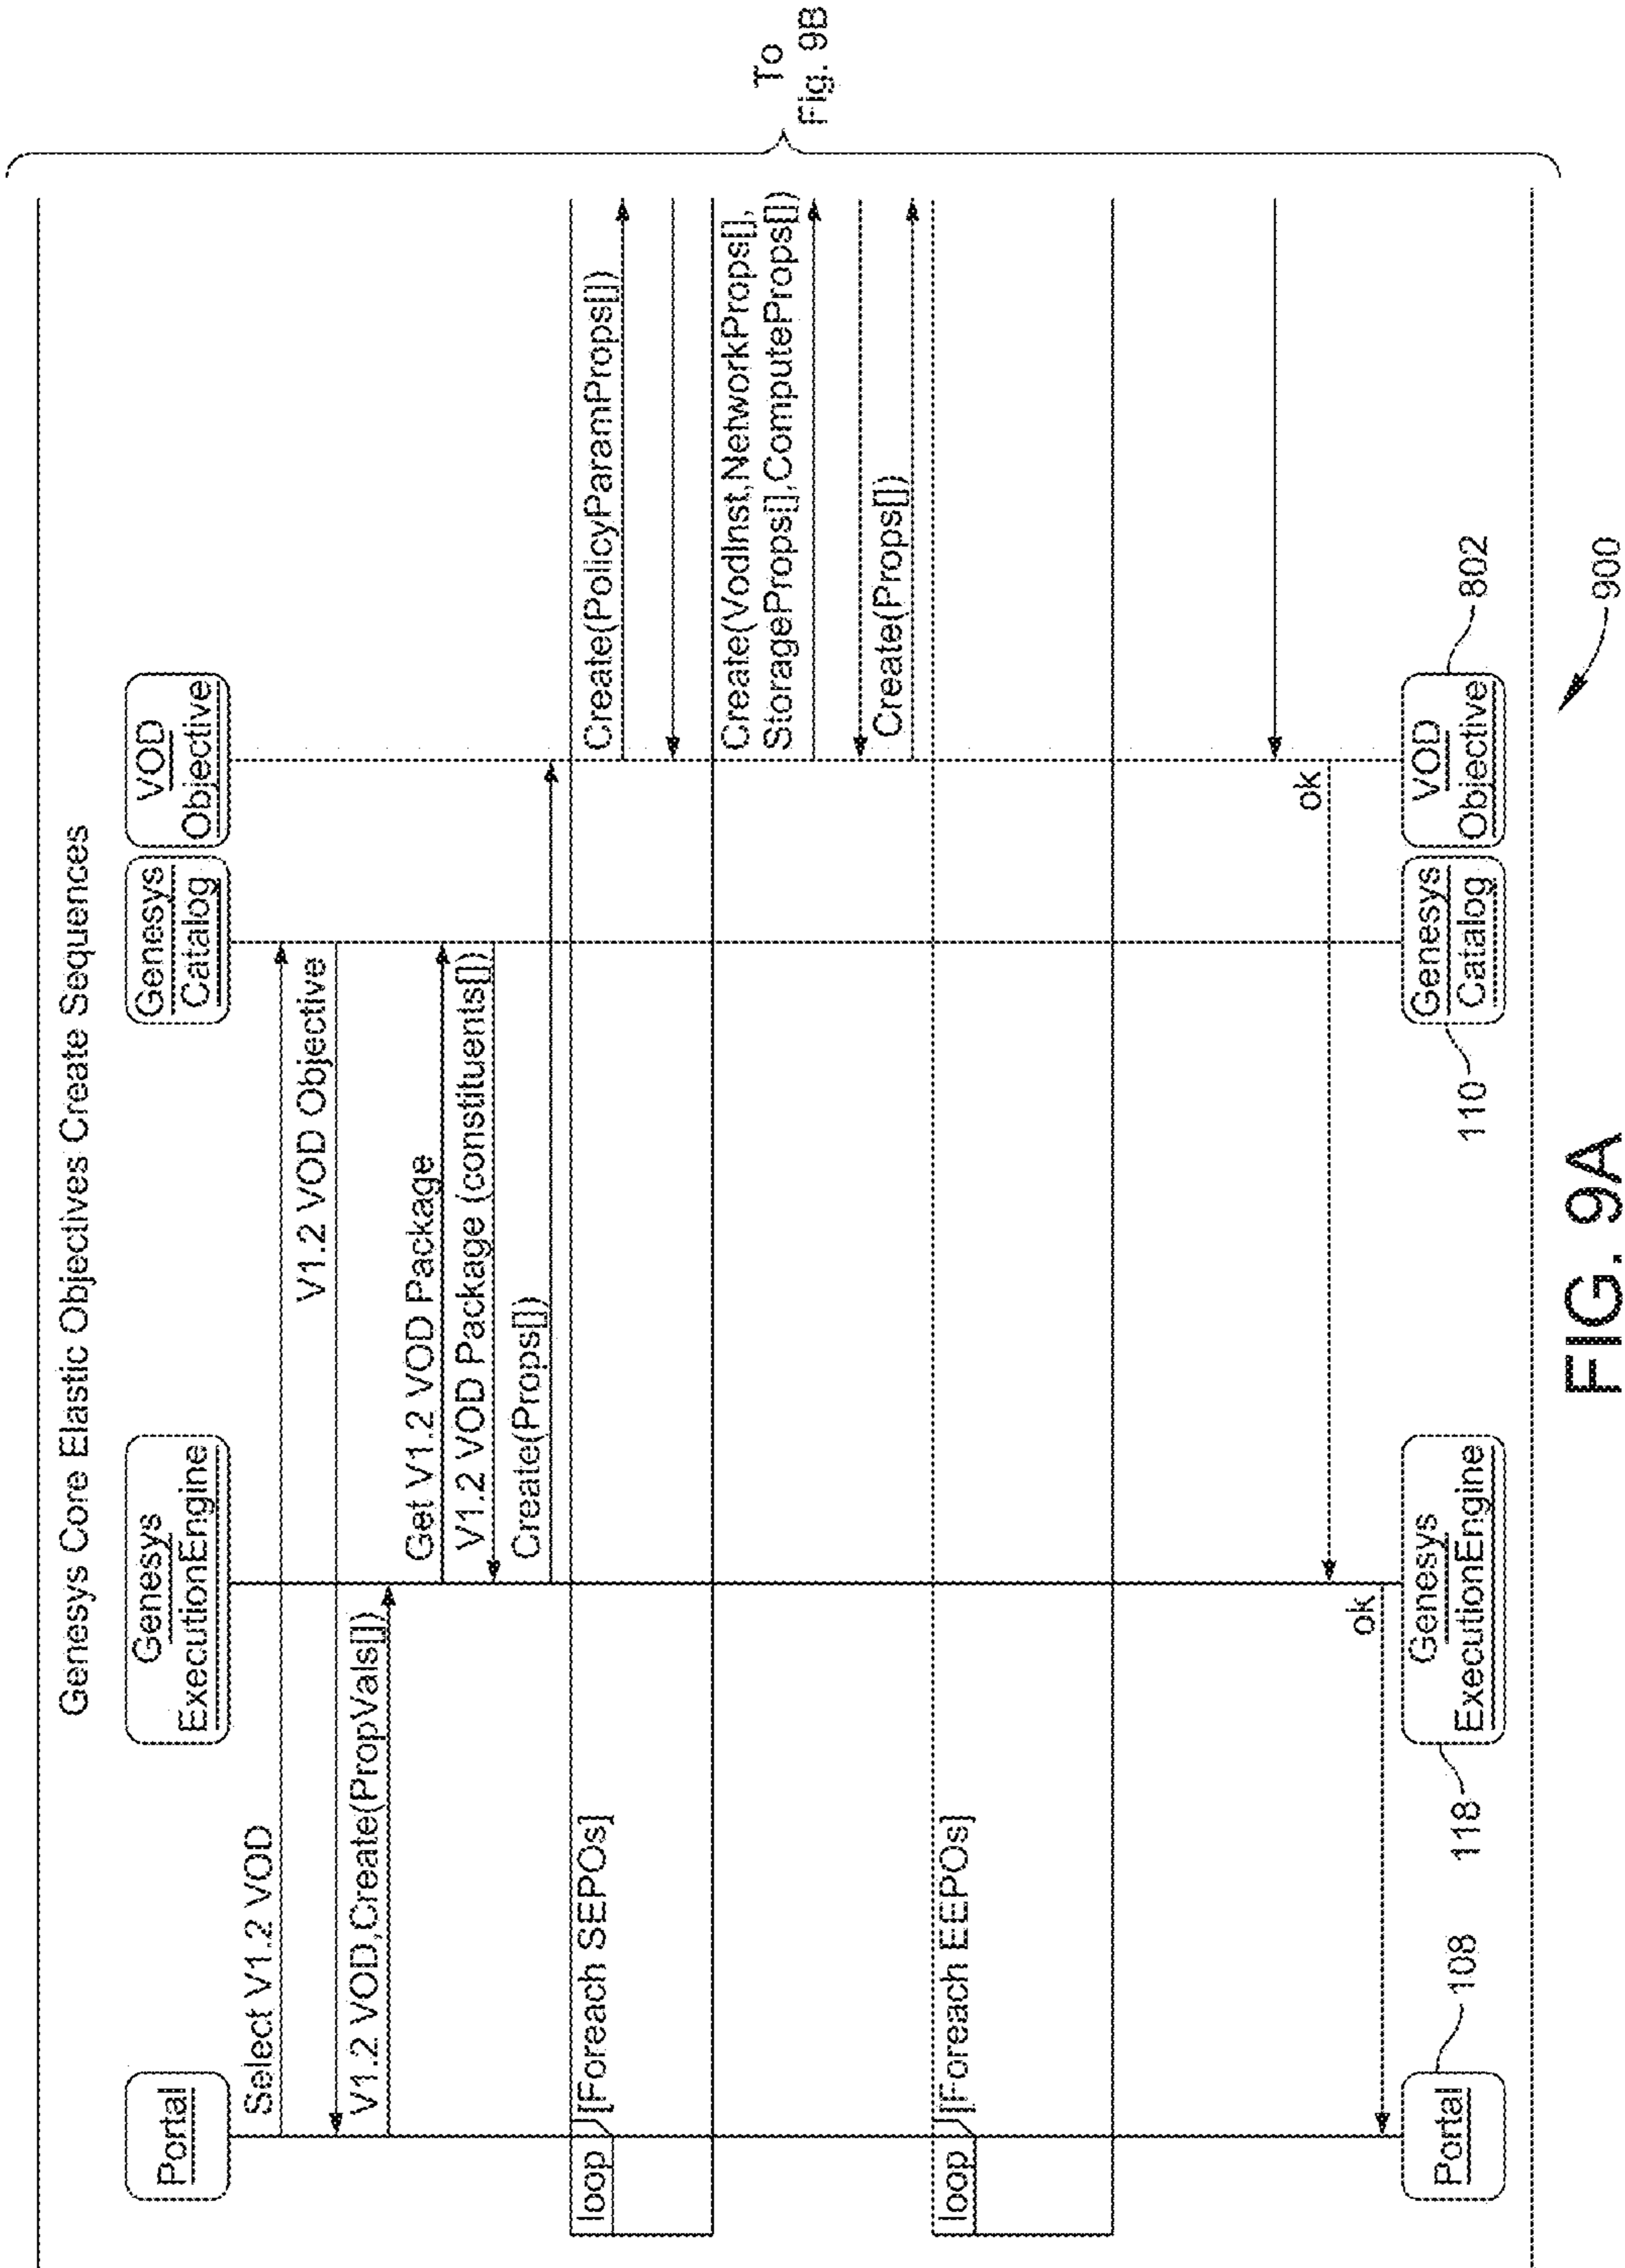 Genesys Core Elastic Objectives Create Sequences
Portal
Genesys
ExecutionEngine
Genesys
Catalog
VOD
Objective
Select V1.2 VOD
V1.2 VOD Objective
V1.2 VOD,Create(PropVals[])
Get V1.2 VOD Package
V1.2 VOD Package (constituents[])
Create(Props[])
loop
[Foreach SEPOs]
Create(PolicyParamProps[])
Create(VodInst,NetworkProps[],
StorageProps[],ComputeProps[])
Create(Props[])
loop
[Foreach EEPOs]
ok
ok
Portal
108
Genesys
ExecutionEngine
118
Genesys
Catalog
110
VOD
Objective
802
900
To
Fig. 9B
FIG. 9A